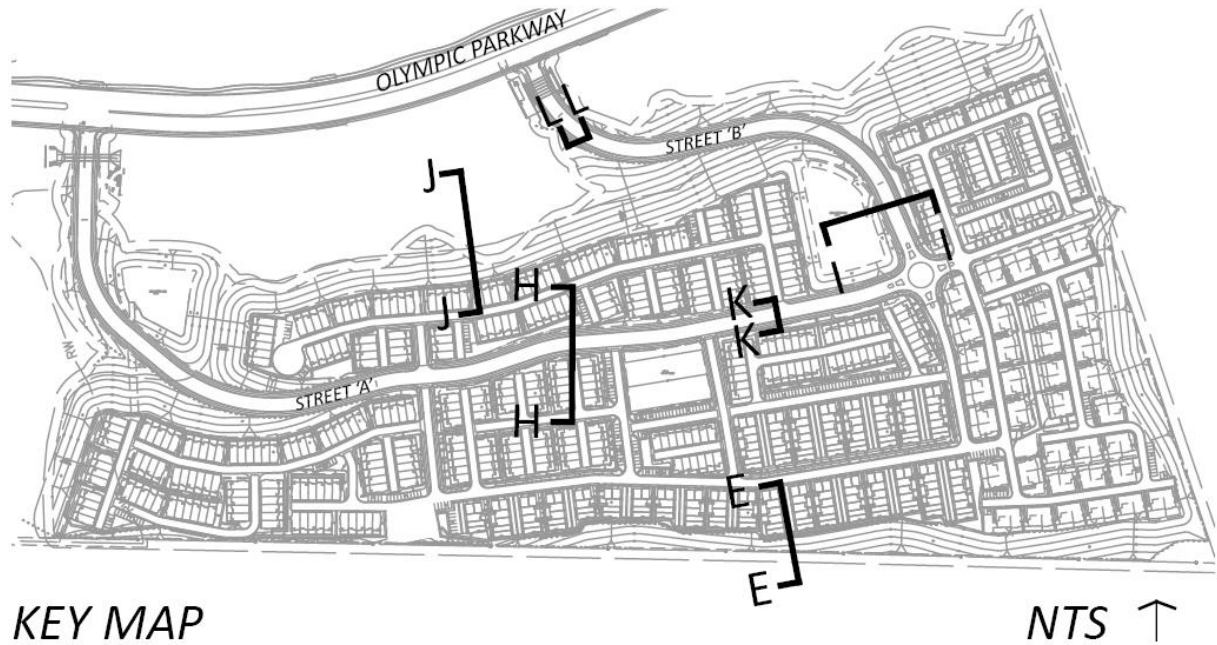 OLYMPIC PARKWAY
L L
STREET 'B'
J
J
H
K
K
STREET 'A'
H
E
E
KEY MAP
NTS